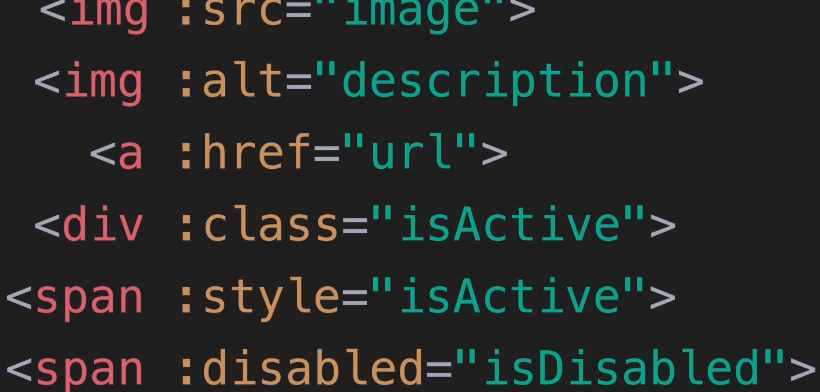 <img :src="image">
<img :alt="description">
<a :href="url">
<div :class="isActive">
<span :style="isActive">
<span :disabled="isDisabled">